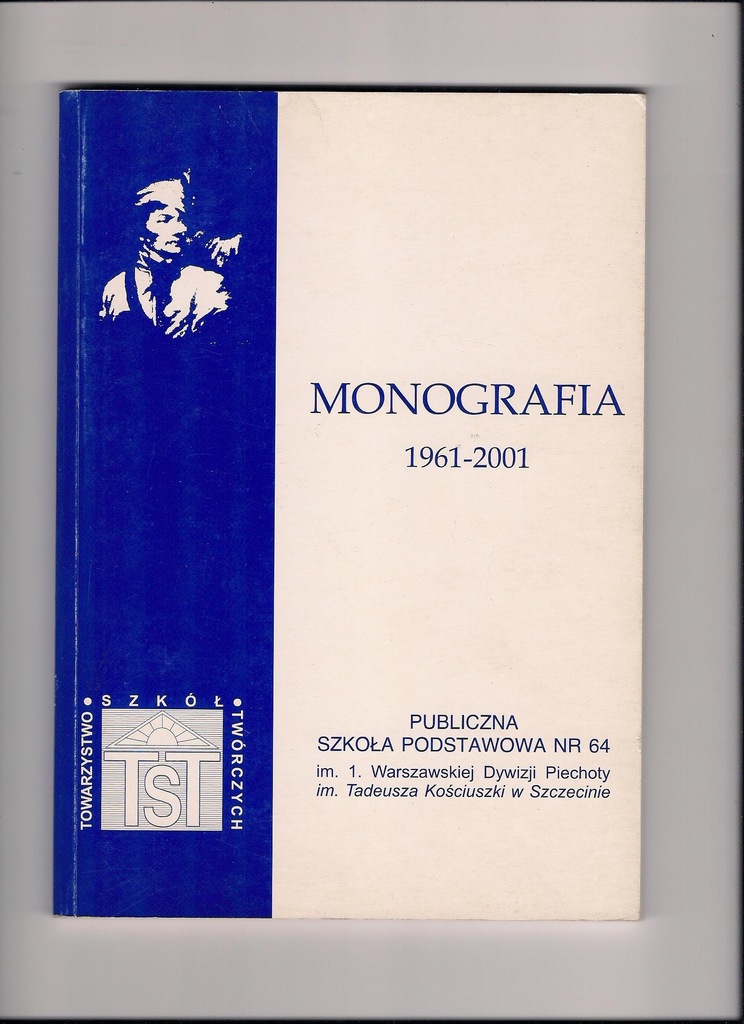 MONOGRAFIA
1961-2001
TOWARZYSTWO • SZKÓŁ • TWÓRCZYCH
TST
PUBLICZNA
SZKOŁA PODSTAWOWA NR 64
im. 1. Warszawskiej Dywizji Piechoty
im. Tadeusza Kościuszki w Szczecinie